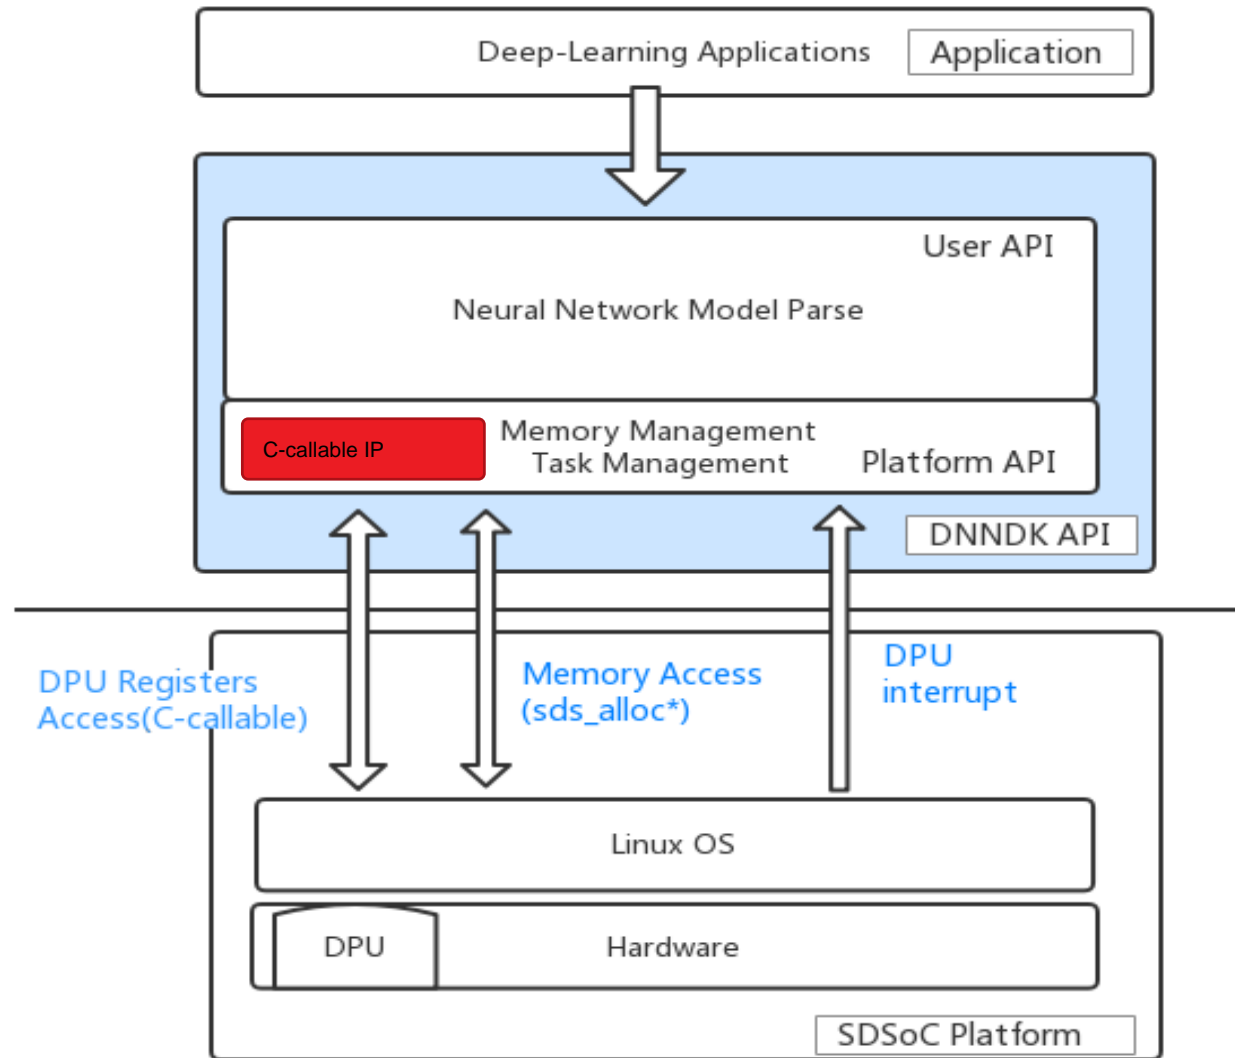 Deep-Learning Applications
Application
User API
Neural Network Model Parse
C-callable IP
Memory Management
Task Management
Platform API
DNNDK API
DPU Registers
Access(C-callable)
Memory Access
(sds_alloc*)
DPU
interrupt
Linux OS
DPU
Hardware
SDSoC Platform